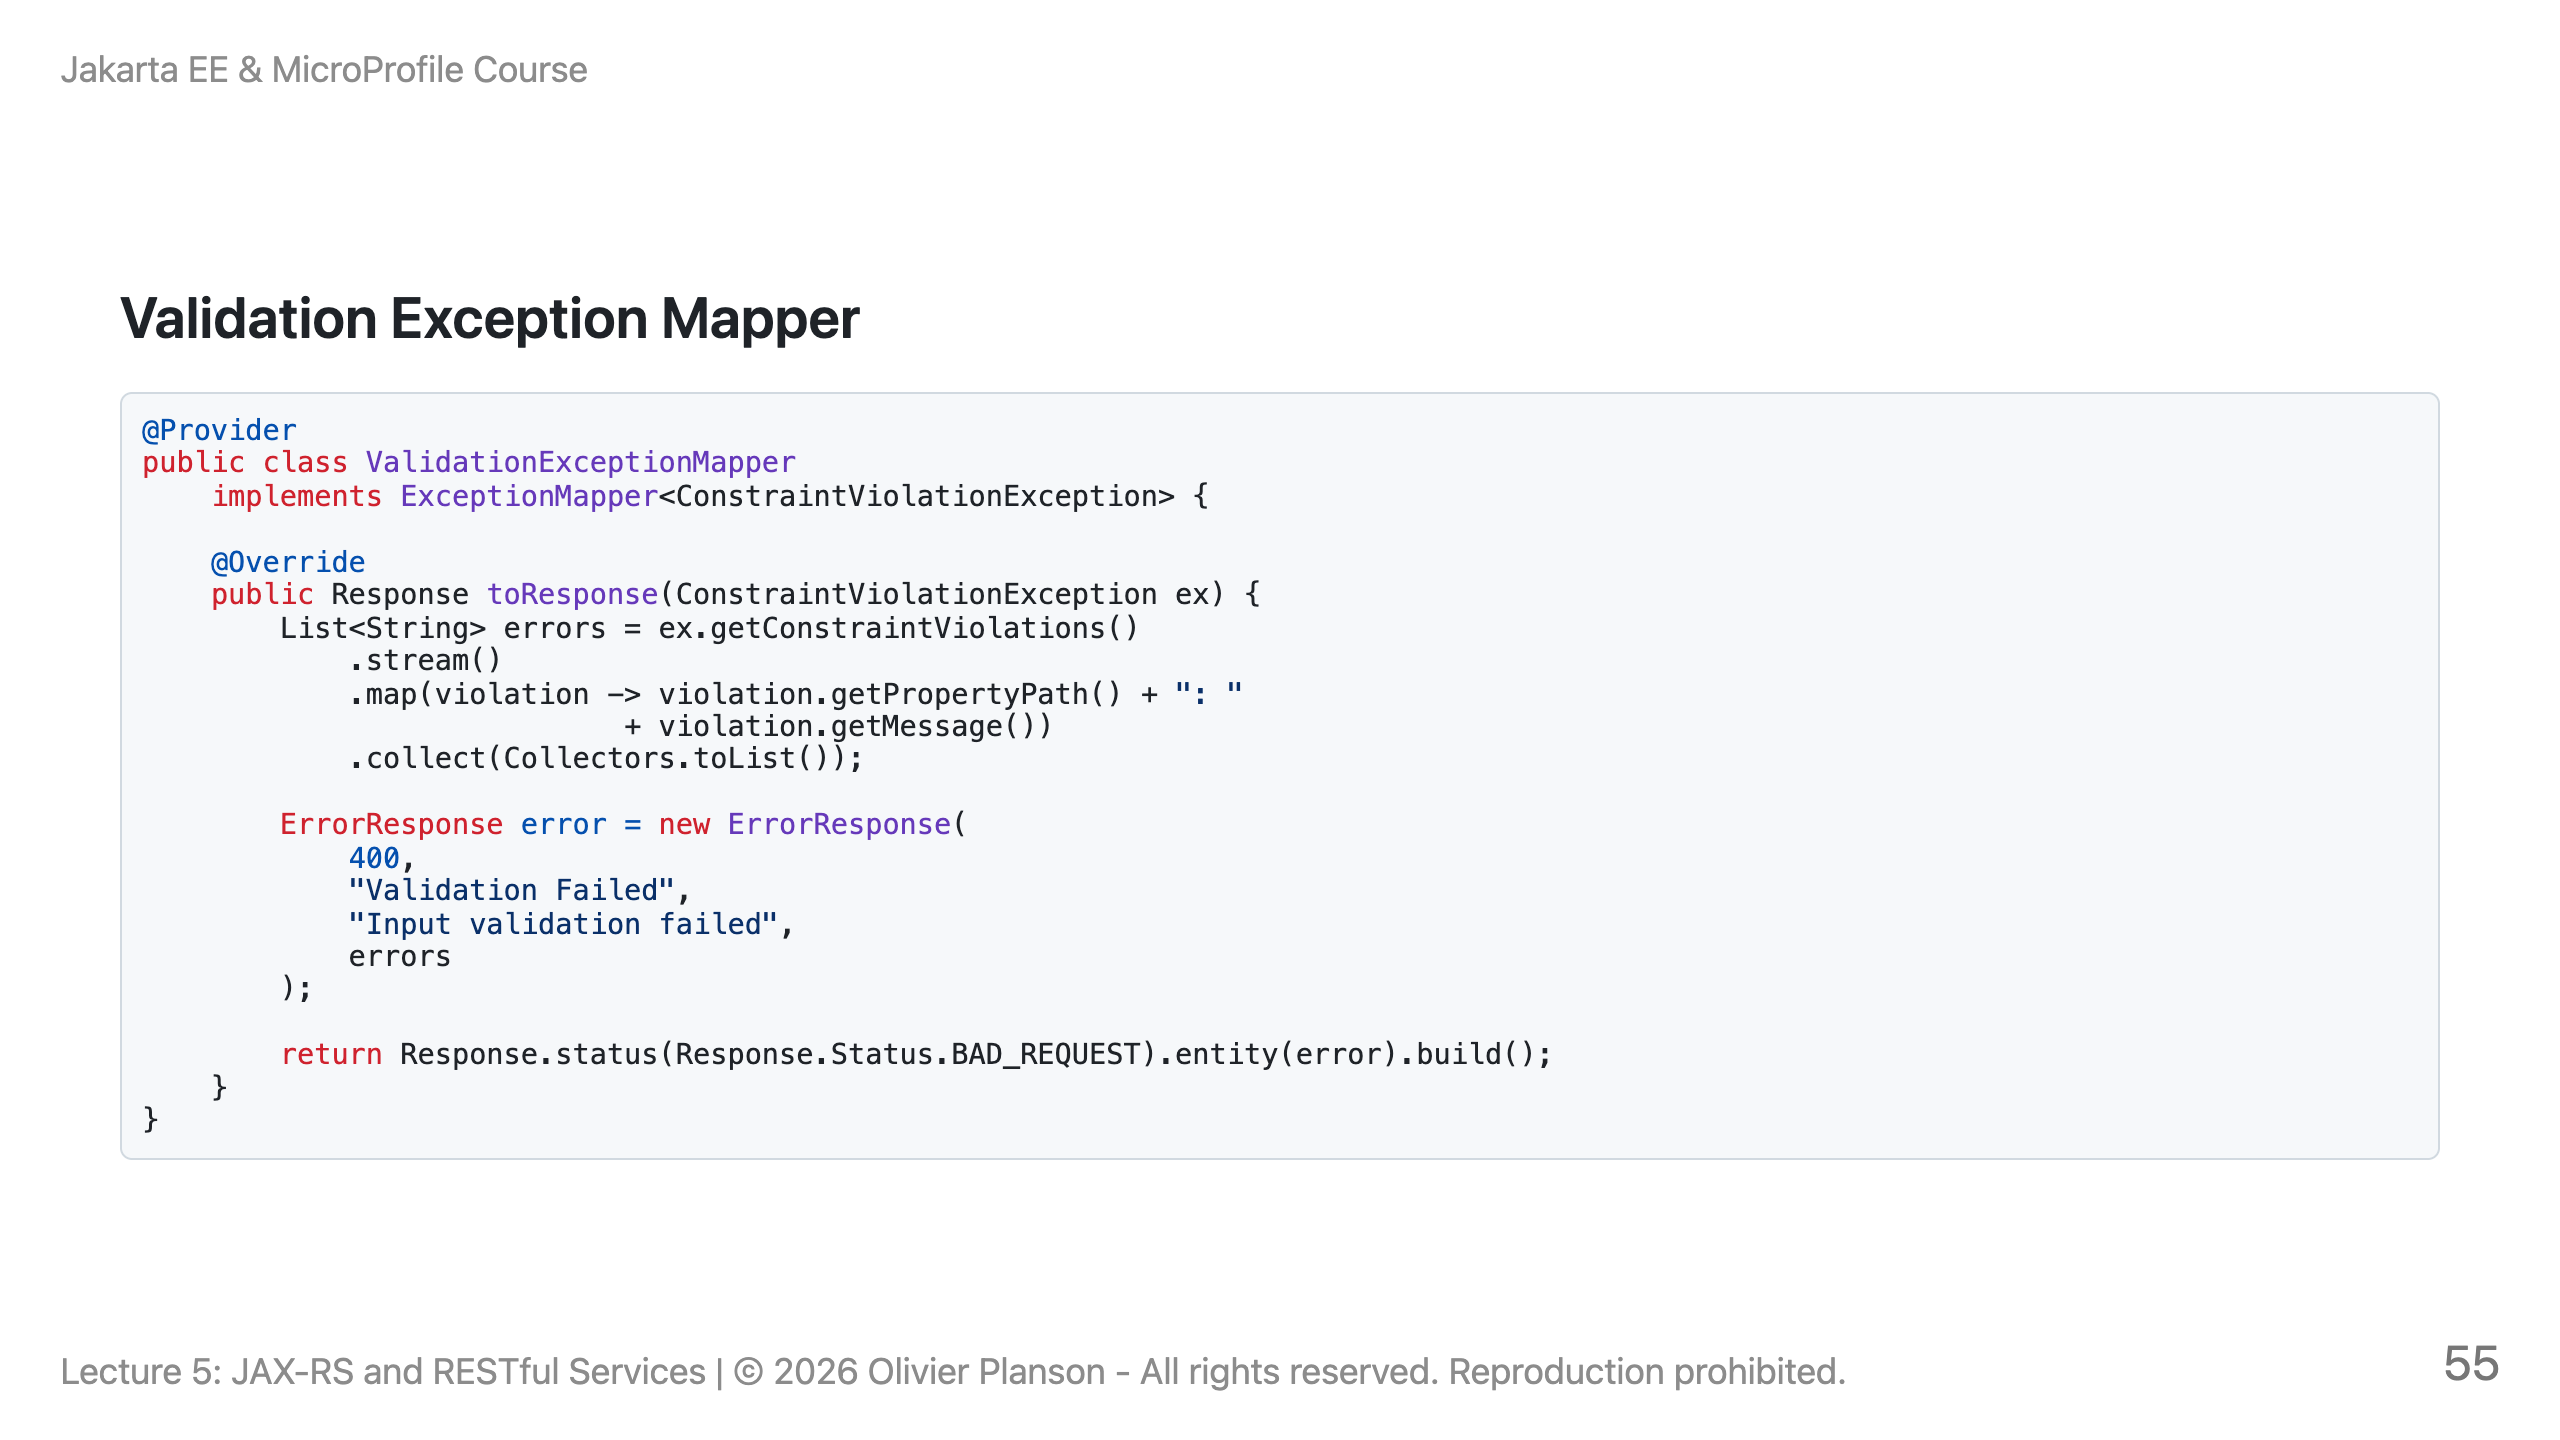 Jakarta EE & MicroProfile Course
Validation Exception Mapper
@Provider
public class ValidationExceptionMapper
    implements ExceptionMapper<ConstraintViolationException> {
    @Override
    public Response toResponse(ConstraintViolationException ex) {
        List<String> errors = ex.getConstraintViolations()
            .stream()
            .map(violation -> violation.getPropertyPath() + ": "
                            + violation.getMessage())
            .collect(Collectors.toList());
        ErrorResponse error = new ErrorResponse(
            400,
            "Validation Failed",
            "Input validation failed",
            errors
        );
        return Response.status(Response.Status.BAD_REQUEST).entity(error).build();
    }
}
Lecture 5: JAX-RS and RESTful Services | © 2026 Olivier Planson - All rights reserved. Reproduction prohibited.
55